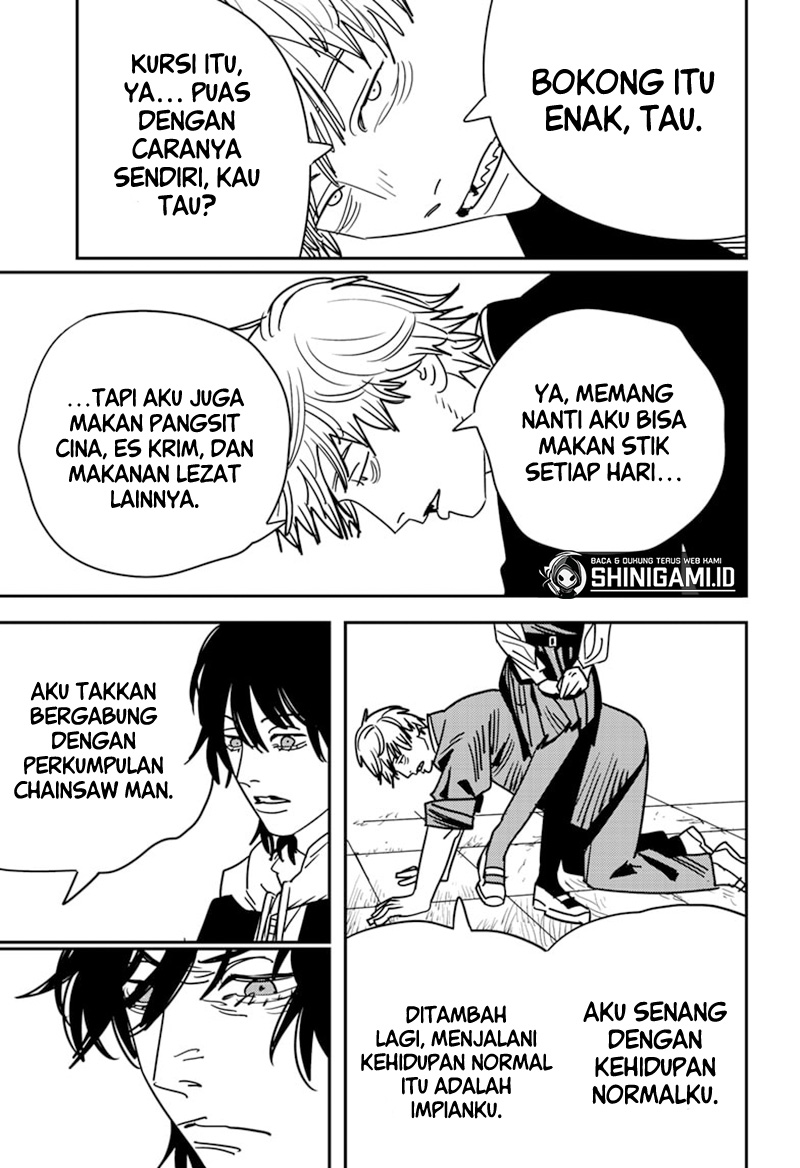 BOKONG ITU
ENAK, TAU.
KURSI ITU,
YA... PUAS
DENGAN
CARANYA
SENDIRI, KAU
TAU?
YA, MEMANG
NANTI AKU BISA
MAKAN STIK
SETIAP HARI...
...TAPI AKU JUGA
MAKAN PANGSIT
CINA, ES KRIM, DAN
MAKANAN LEZAT
LAINNYA.
BACA & DUKUNG TERUS WEB KAMI
SHINIGAMI.ID
AKU SENANG
DENGAN
KEHIDUPAN
NORMALKU.
DITAMBAH
LAGI, MENJALANI
KEHIDUPAN NORMAL
ITU ADALAH
IMPIANKU.
AKU TAKKAN
BERGABUNG
DENGAN
PERKUMPULAN
CHAINSAW MAN.